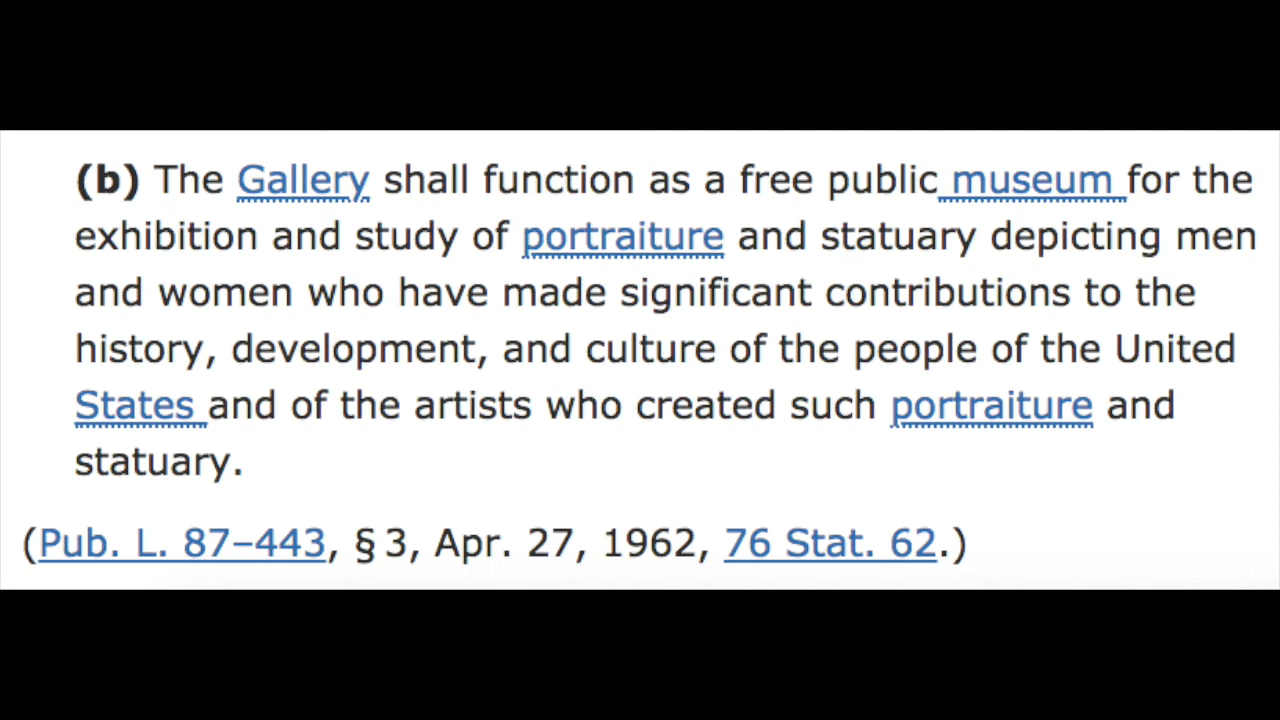 (b) The Gallery shall function as a free public museum for the
exhibition and study of portraiture and statuary depicting men
and women who have made significant contributions to the
history, development, and culture of the people of the United
States and of the artists who created such portraiture and
statuary.
(Pub. L. 87–443, § 3, Apr. 27, 1962, 76 Stat. 62.)